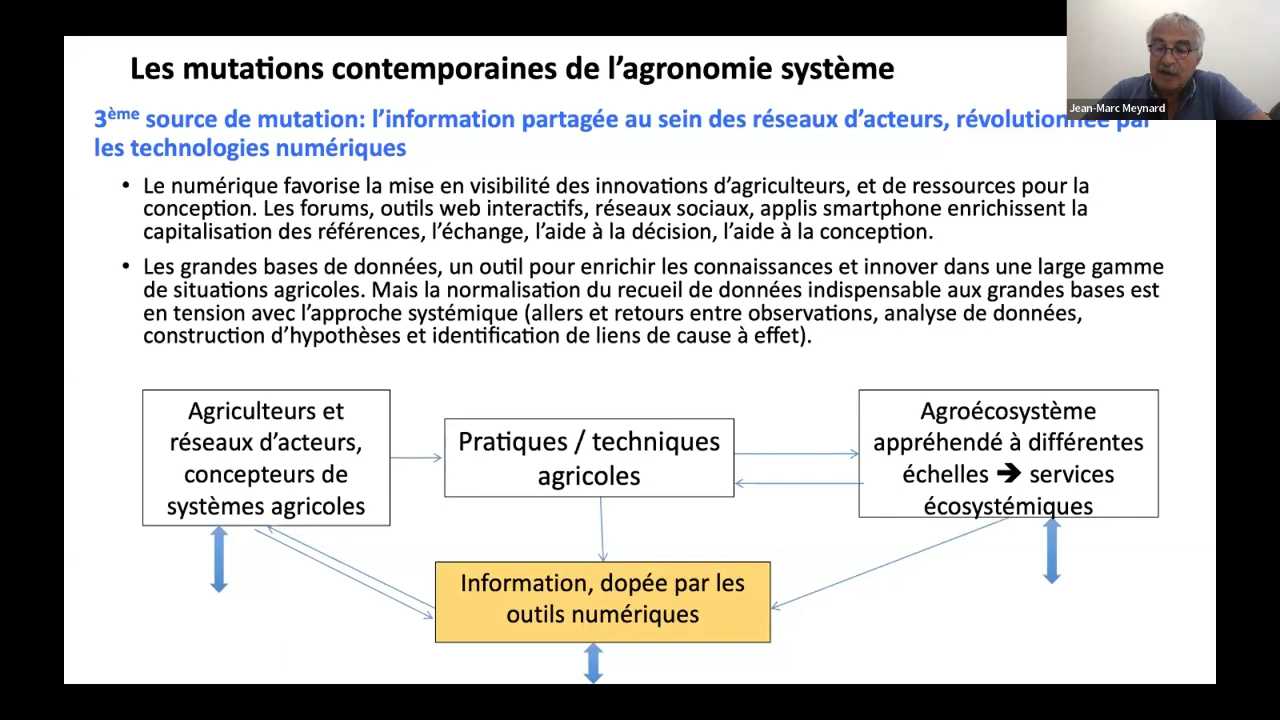 Les mutations contemporaines de l'agronomie système
Jean-Marc Meynard
3ème source de mutation: l'information partagée au sein des réseaux d'acteurs, révolutionnée par
les technologies numériques
• Le numérique favorise la mise en visibilité des innovations d'agriculteurs, et de ressources pour la
conception. Les forums, outils web interactifs, réseaux sociaux, applis smartphone enrichissent la
capitalisation des références, l'échange, l'aide à la décision, l'aide à la conception.
• Les grandes bases de données, un outil pour enrichir les connaissances et innover dans une large gamme
de situations agricoles. Mais la normalisation du recueil de données indispensable aux grandes bases est
en tension avec l'approche systémique (allers et retours entre observations, analyse de données,
construction d'hypothèses et identification de liens de cause à effet).
Agriculteurs et
réseaux d'acteurs,
concepteurs de
systèmes agricoles
Pratiques / techniques
agricoles
Agroécosystème
appréhendé à différentes
échelles ➔ services
écosystémiques
Information, dopée par les
outils numériques